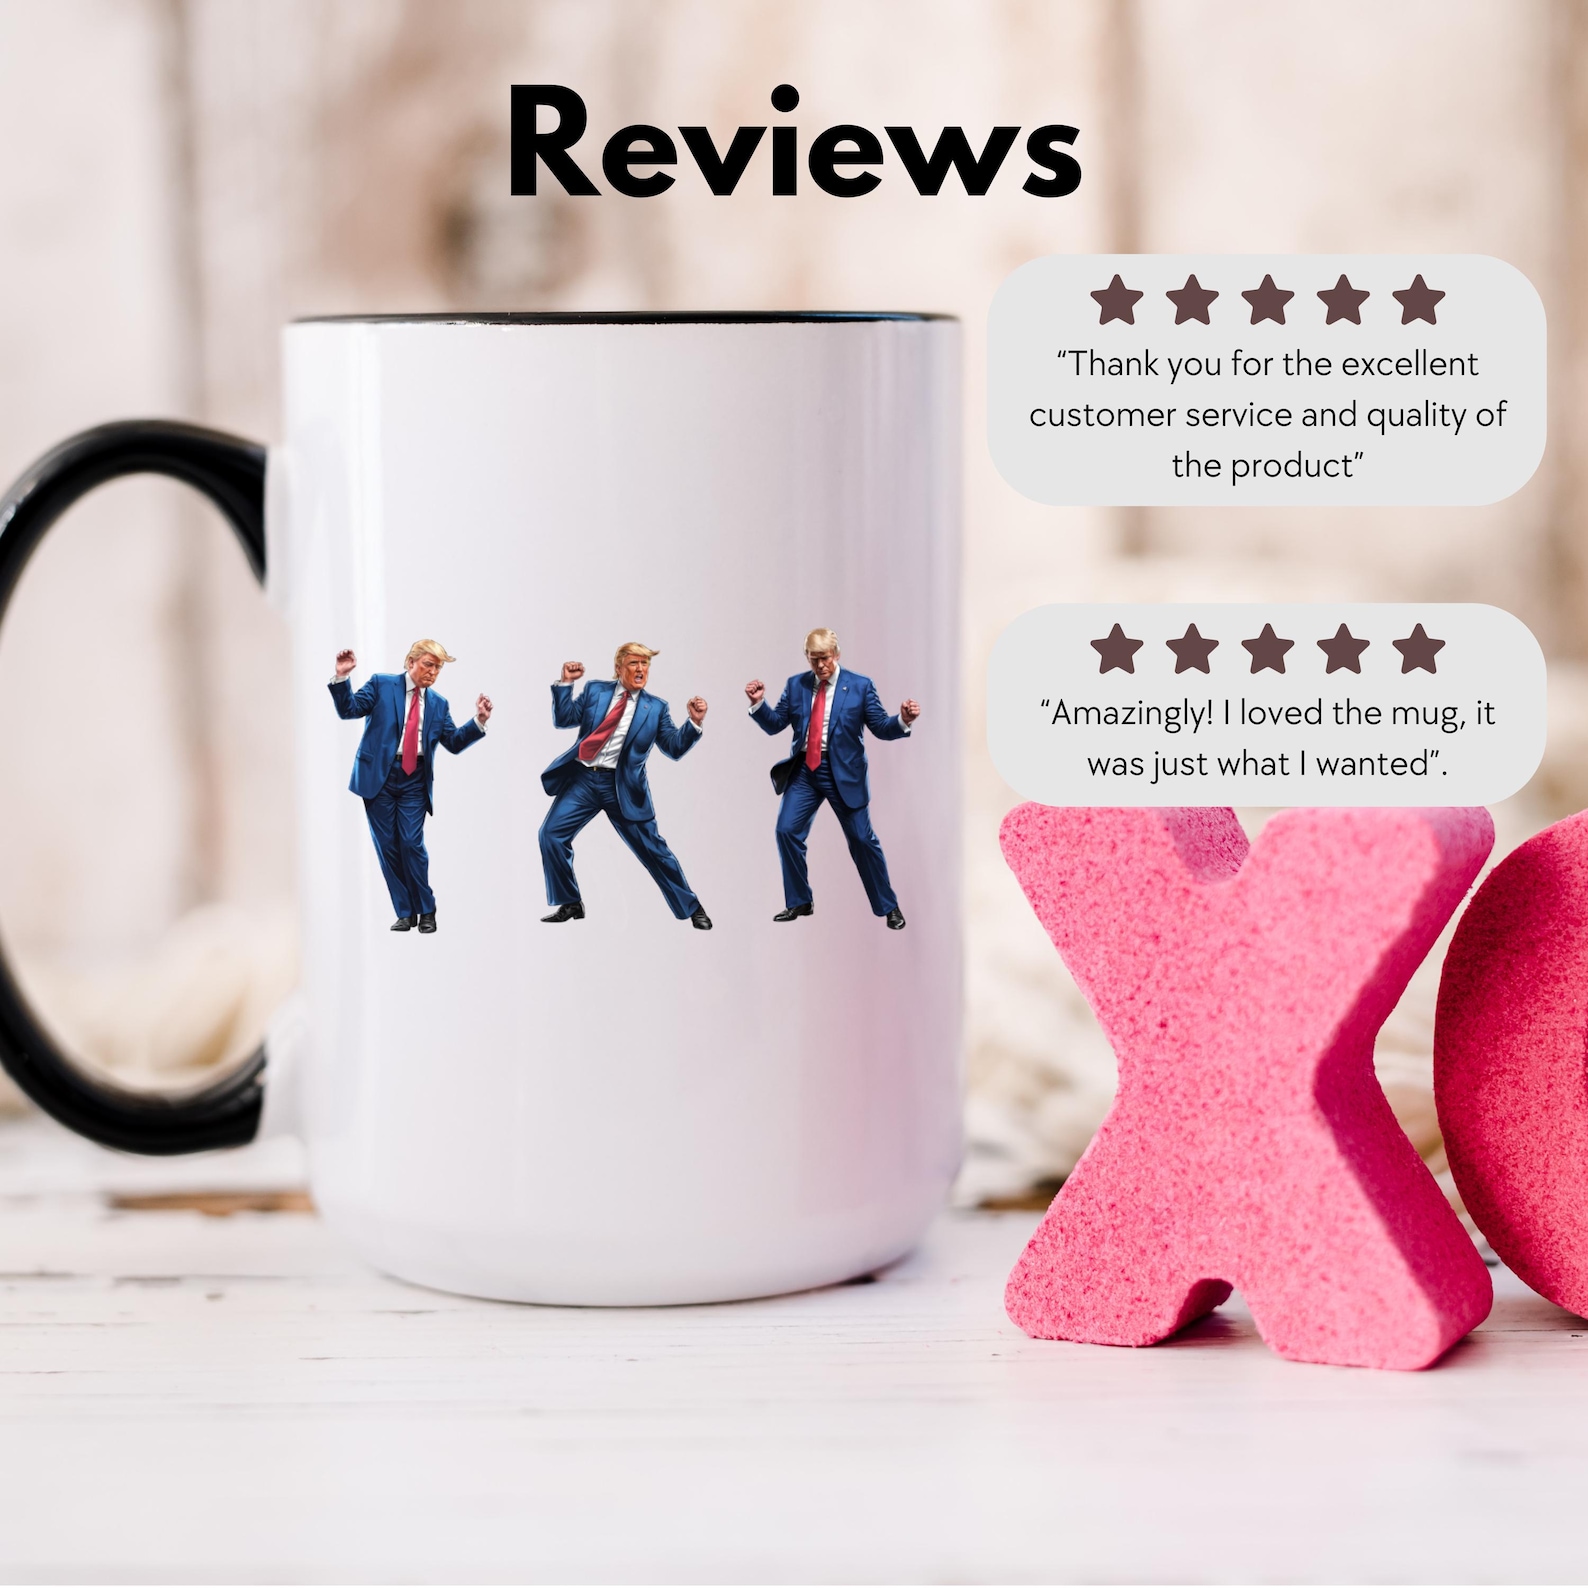 Reviews
“Thank you for the excellent
customer service and quality of
the product”
“Amazingly! I loved the mug, it
was just what I wanted”.
XO